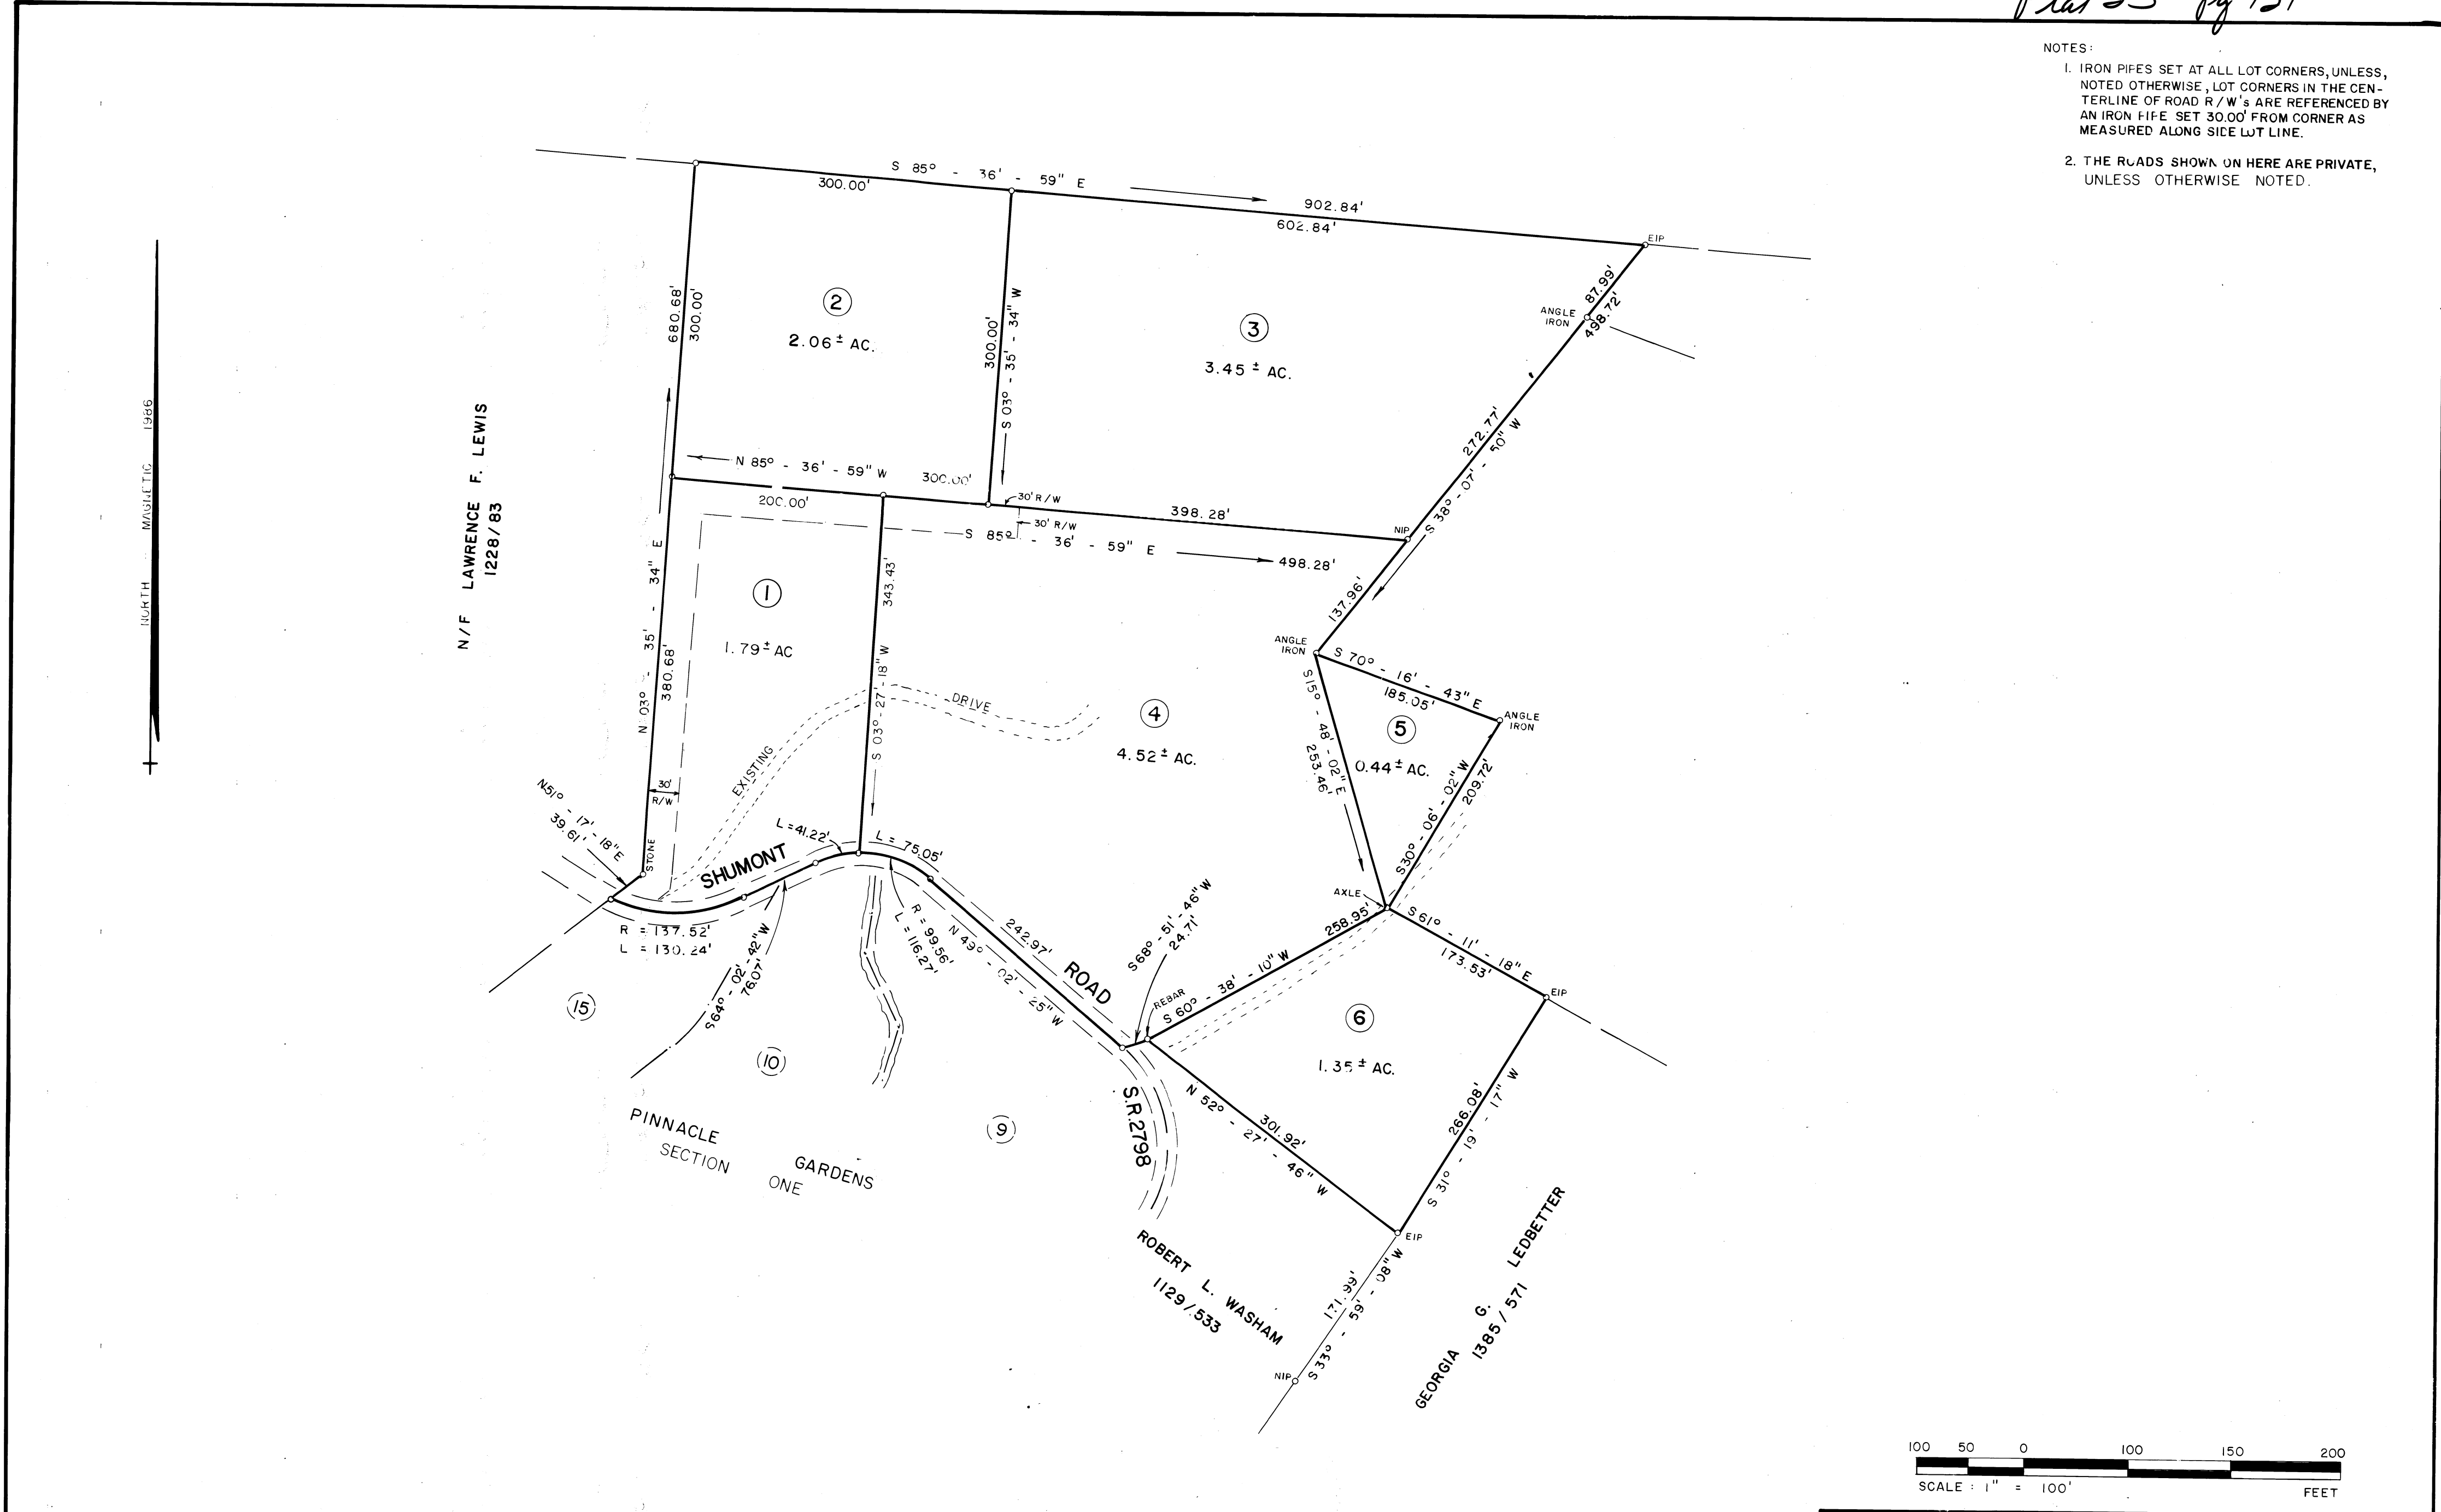 Plat 23 pg 121
NOTES:
1. IRON PIPES SET AT ALL LOT CORNERS, UNLESS,
NOTED OTHERWISE, LOT CORNERS IN THE CEN-
TERLINE OF ROAD R/W's ARE REFERENCED BY
AN IRON PIPE SET 30.00' FROM CORNER AS
MEASURED ALONG SIDE LOT LINE.
2. THE ROADS SHOWN ON HERE ARE PRIVATE,
UNLESS OTHERWISE NOTED.
NORTH MAGNETIC 1986
N/F LAWRENCE F. LEWIS
1228/83
S 85° - 36' - 59" E
300.00'
902.84'
602.84'
EIP
87.99'
498.72'
ANGLE
IRON
680.68'
300.00'
2
2.06 ± AC.
300.00'
S 03° - 35' - 34" W
3
3.45 ± AC.
272.77'
S 38° - 07' - 50" W
N 85° - 36' - 59" W
300.00'
200.00'
30' R/W
30' R/W
398.28'
NIP
S 85° - 36' - 59" E
498.28'
N 03° - 35' - 34" E
380.68'
1
1.79 ± AC
343.43'
S 03° - 27' - 18" W
137.96'
ANGLE
IRON
S 70° - 16' - 43" E
185.05'
ANGLE
IRON
DRIVE
EXISTING
4
4.52 ± AC.
S 15° - 48' - 02" E
253.46'
5
0.44 ± AC.
S 30° - 06' - 02" W
209.72'
30'
R/W
N 51° - 17' - 18" E
39.61'
STONE
SHUMONT
L = 41.22'
L = 75.05'
R = 137.52'
L = 130.24'
S 64° - 02' - 42" W
76.07'
R = 99.56'
L = 116.27'
242.97'
N 49° - 02' - 25" W
ROAD
S 68° - 51' - 46" W
24.71'
REBAR
AXLE
258.95'
S 60° - 38' - 10" W
S 61° - 11' - 18" E
173.53'
EIP
6
1.35 ± AC.
15
10
9
PINNACLE GARDENS
SECTION ONE
S.R. 2798
N 52° - 27' - 46" W
301.92'
266.08'
S 31° - 19' - 17" W
EIP
ROBERT L. WASHAM
1129/533
171.99'
S 33° - 59' - 08" W
NIP
GEORGIA G. LEDBETTER
1385/571
100 50 0 100 150 200
SCALE : 1" = 100'
FEET